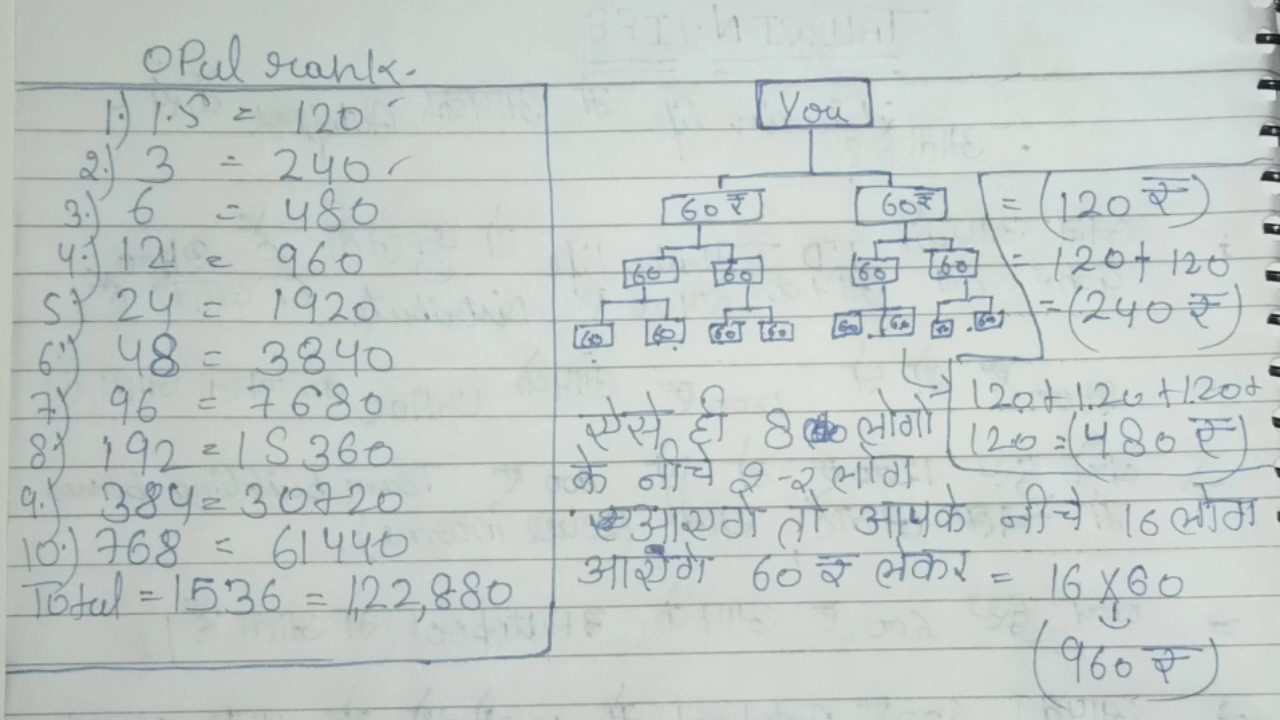 OPul rank.
1.) 1.5 = 120
2.) 3 = 240
3.) 6 = 480
4.) 12 = 960
5) 24 = 1920
6.) 48 = 3840
7) 96 = 7680
8) 192 = 15360
9.) 384 = 30720
10.) 768 = 61440
Total = 1536 = 1,22,880
You
60₹ 60₹ = (120 ₹)
60 60 60 60 = 120+120
= (240 ₹)
60 60 60 60 60 60 60 60
120+120+120+
120=(480 ₹)
ऐसे ही 8 लोगो
के नीचे २-२ लोग
आएगे तो आपके नीचे 16 लोग
आएगे 60 ₹ लेकर = 16 X 60
(960 ₹)